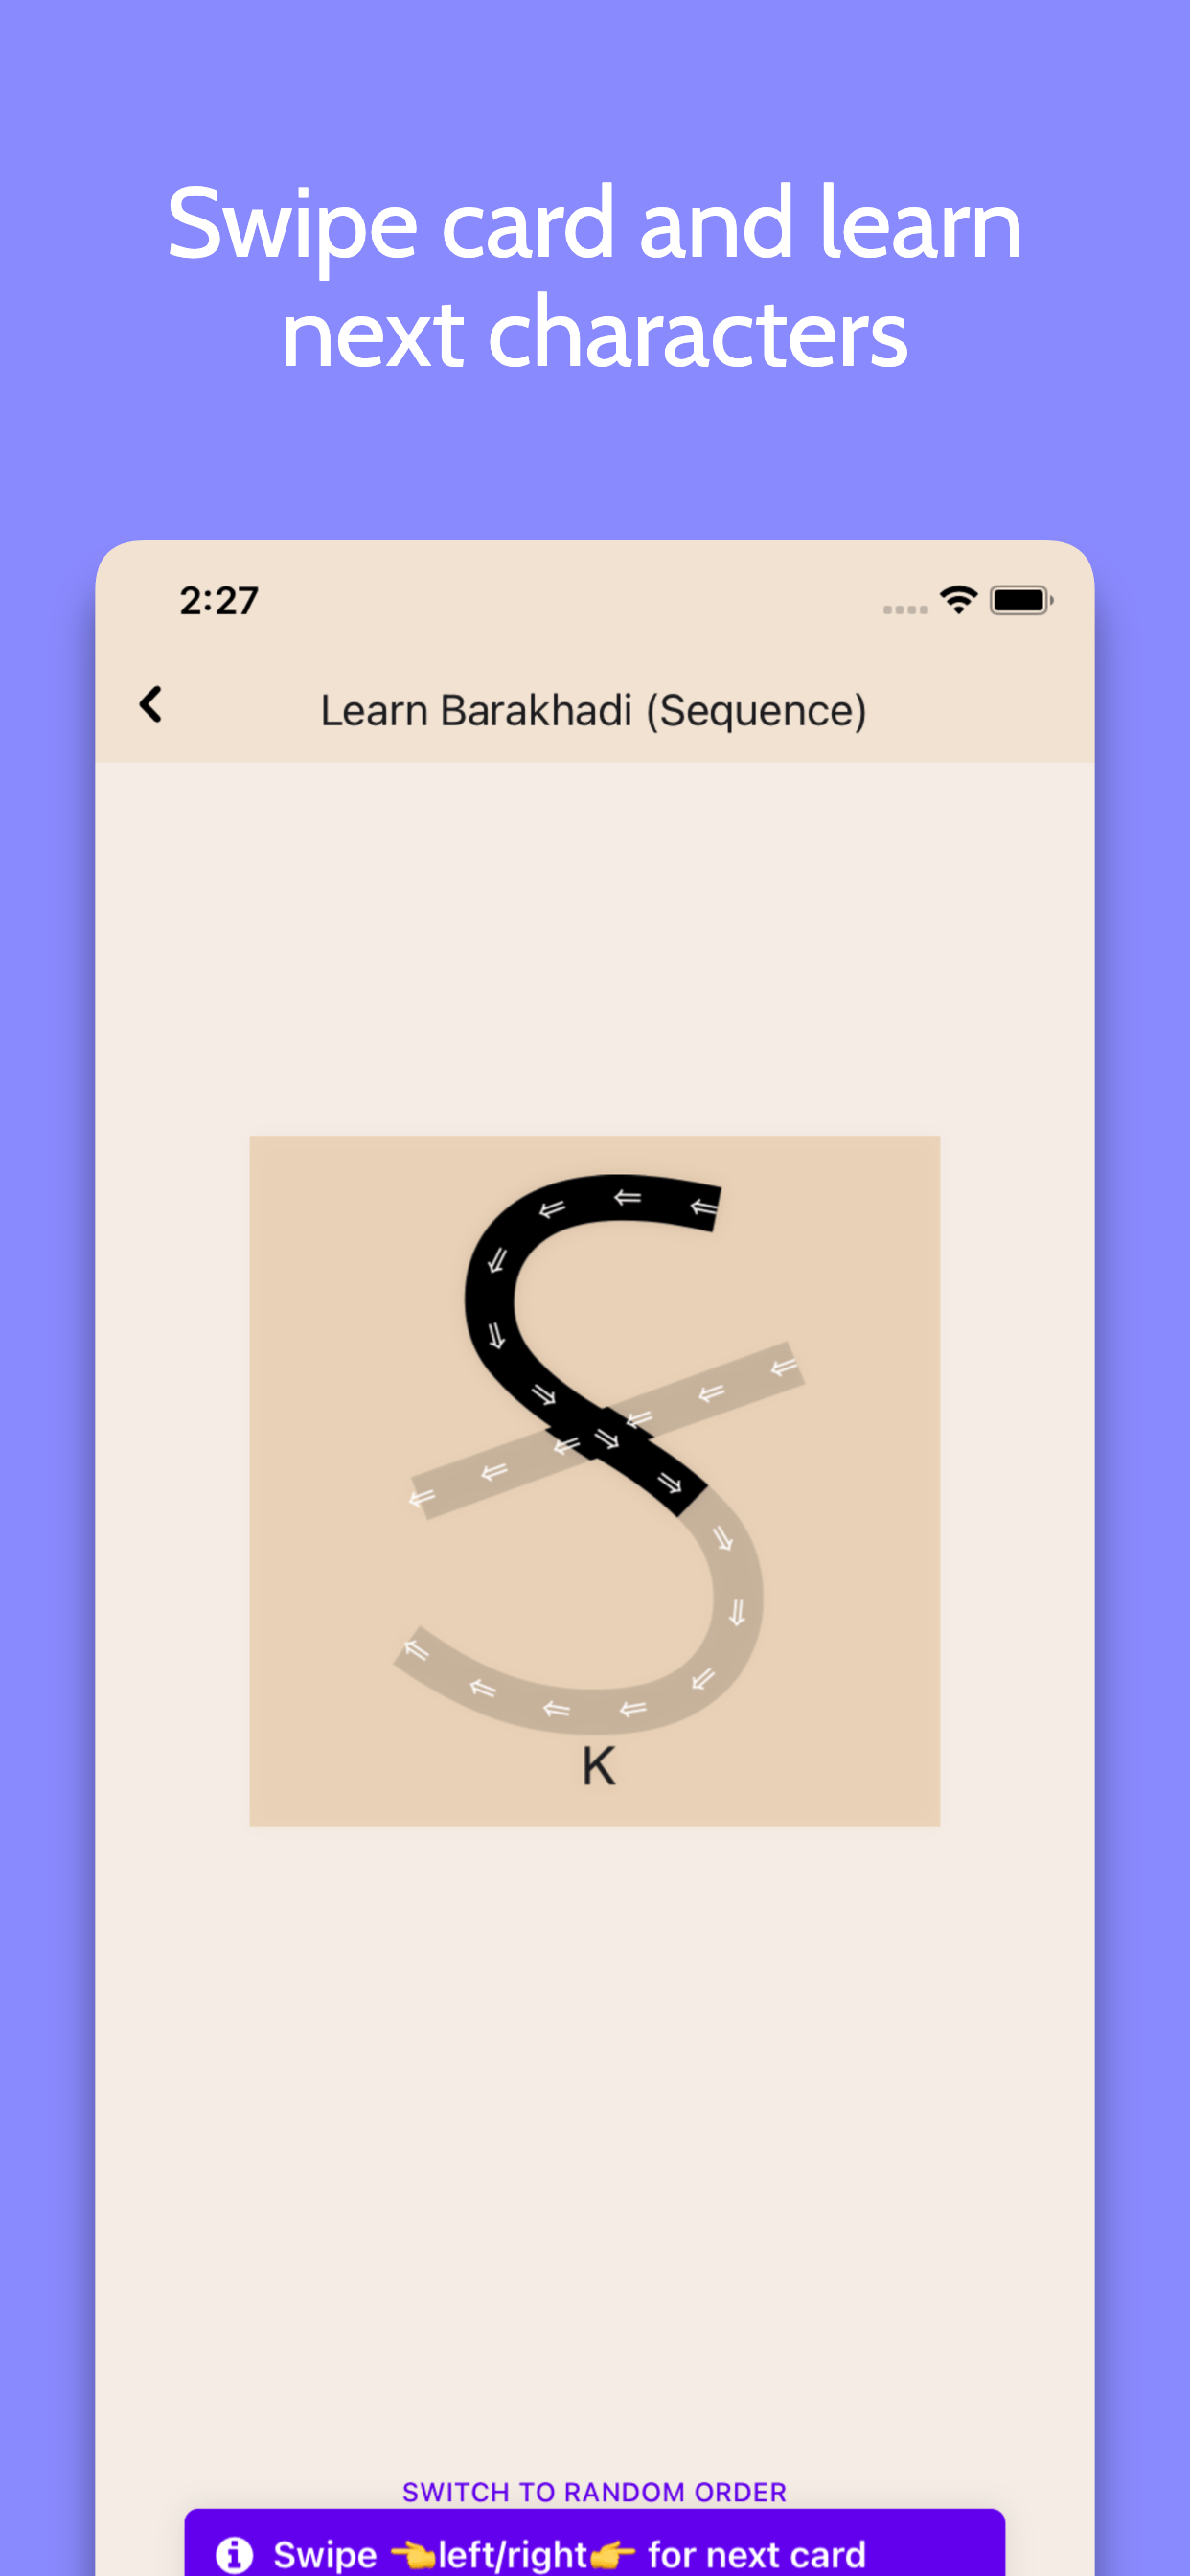 Swipe card and learn
next characters
2:27
Learn Barakhadi (Sequence)
ક
K
SWITCH TO RANDOM ORDER
Swipe 👈left/right👉 for next card